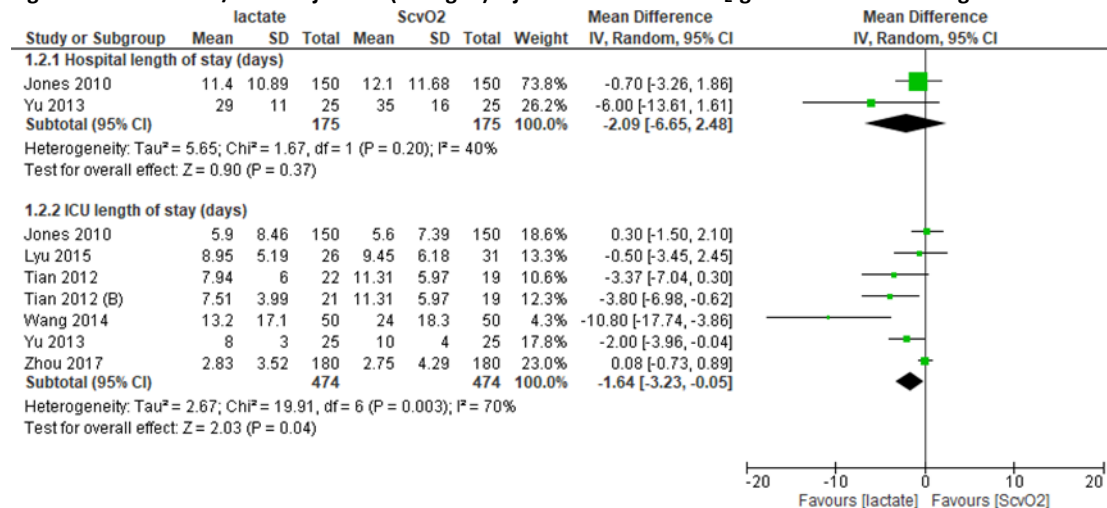 lactate ScvO2 Mean Difference Mean Difference
Study or Subgroup Mean SD Total Mean SD Total Weight IV, Random, 95% CI IV, Random, 95% CI
1.2.1 Hospital length of stay (days)
Jones 2010 11.4 10.89 150 12.1 11.68 150 73.8% -0.70 [-3.26, 1.86]
Yu 2013 29 11 25 35 16 25 26.2% -6.00 [-13.61, 1.61]
Subtotal (95% CI) 175 175 100.0% -2.09 [-6.65, 2.48]
Heterogeneity: Tau² = 5.65; Chi² = 1.67, df = 1 (P = 0.20); I² = 40%
Test for overall effect: Z = 0.90 (P = 0.37)
1.2.2 ICU length of stay (days)
Jones 2010 5.9 8.46 150 5.6 7.39 150 18.6% 0.30 [-1.50, 2.10]
Lyu 2015 8.95 5.19 26 9.45 6.18 31 13.3% -0.50 [-3.45, 2.45]
Tian 2012 7.94 6 22 11.31 5.97 19 10.6% -3.37 [-7.04, 0.30]
Tian 2012 (B) 7.51 3.99 21 11.31 5.97 19 12.3% -3.80 [-6.98, -0.62]
Wang 2014 13.2 17.1 50 24 18.3 50 4.3% -10.80 [-17.74, -3.86]
Yu 2013 8 3 25 10 4 25 17.8% -2.00 [-3.96, -0.04]
Zhou 2017 2.83 3.52 180 2.75 4.29 180 23.0% 0.08 [-0.73, 0.89]
Subtotal (95% CI) 474 474 100.0% -1.64 [-3.23, -0.05]
Heterogeneity: Tau² = 2.67; Chi² = 19.91, df = 6 (P = 0.003); I² = 70%
Test for overall effect: Z = 2.03 (P = 0.04)
-20 -10 0 10 20
Favours [lactate] Favours [ScvO2]